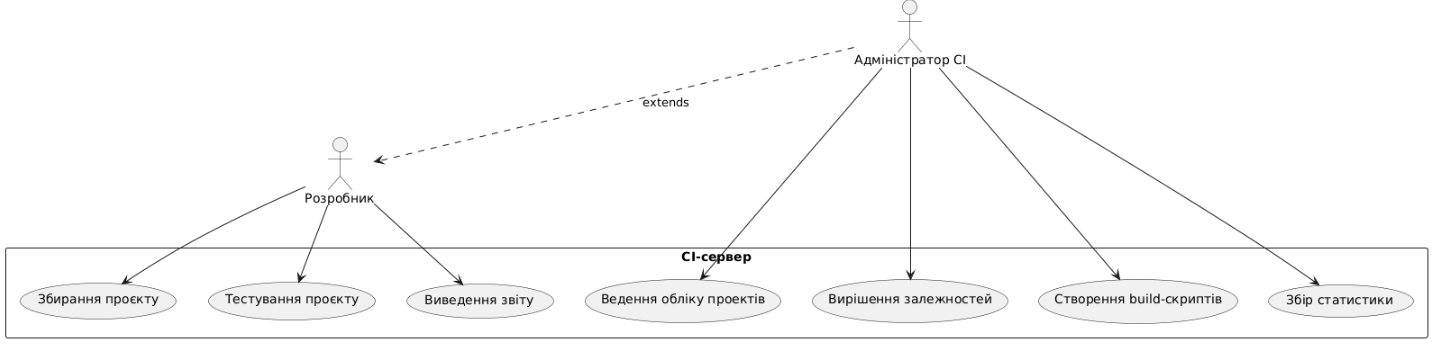 Адміністратор CI
extends
Розробник
CI-сервер
Збирання проєкту
Тестування проєкту
Виведення звіту
Ведення обліку проектів
Вирішення залежностей
Створення build-скриптів
Збір статистики